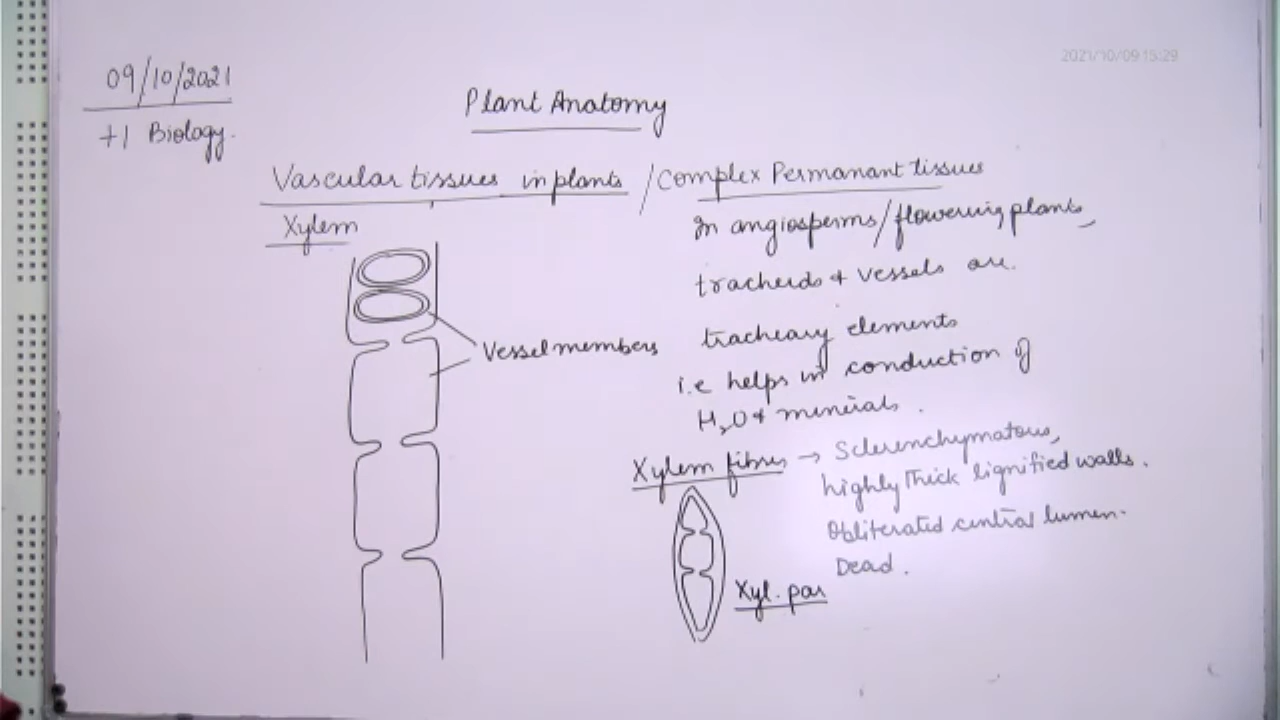 2021/10/09 15:29
09/10/2021
+1 Biology.
Plant Anatomy
Vascular tissues in plants / Complex Permanant tissues
Xylem
Vessel members
In angiosperms/flowering plants,
tracheids & vessels are.
tracheary elements
i.e helps in conduction of
H2O & minerals.
Xylem fibres → Sclerenchymatous,
highly thick lignified walls.
Obliterated central lumen.
Dead.
Xyl. par